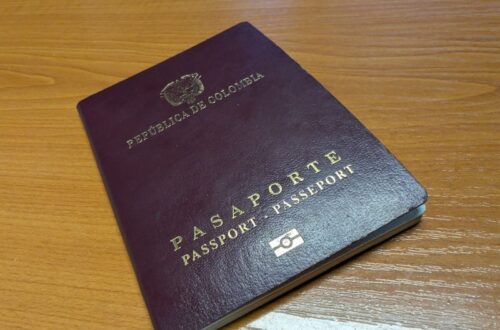 REPÚBLICA DE COLOMBIA
PASAPORTE
PASSPORT - PASSEPORT